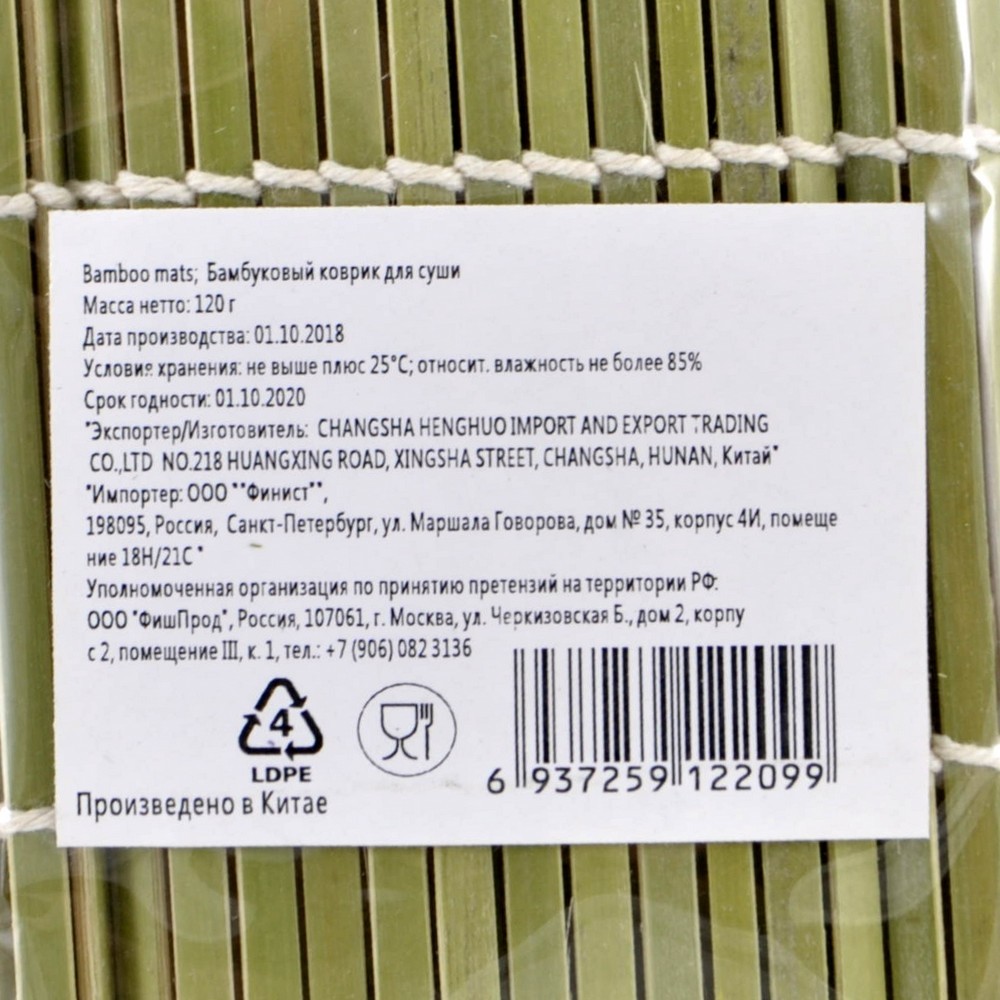 Bamboo mats; Бамбуковый коврик для суши
Масса нетто: 120 г
Дата производства: 01.10.2018
Условия хранения: не выше плюс 25°C; относит. влажность не более 85%
Срок годности: 01.10.2020
"Экспортер/Изготовитель: CHANGSHA HENGHUO IMPORT AND EXPORT TRADING
CO.,LTD NO.218 HUANGXING ROAD, XINGSHA STREET, CHANGSHA, HUNAN, Китай"
"Импортер: ООО ""Финист"",
198095, Россия, Санкт-Петербург, ул. Маршала Говорова, дом № 35, корпус 4И, помеще
ние 18Н/21С "
Уполномоченная организация по принятию претензий на территории РФ:
ООО "ФишПрод", Россия, 107061, г. Москва, ул. Черкизовская Б., дом 2, корпу
с 2, помещение III, к. 1, тел.: +7 (906) 082 3136
4
LDPE
6 937259 122099
Произведено в Китае